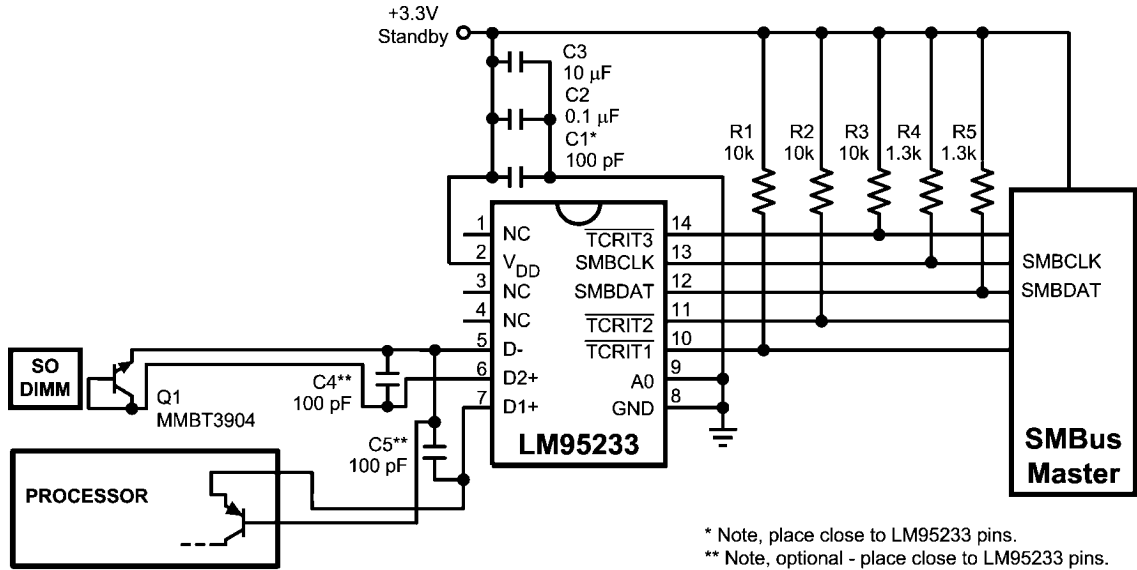 +3.3V
Standby
C3
10 μF
C2
0.1 μF
C1*
100 pF
R1
10k
R2
10k
R3
10k
R4
1.3k
R5
1.3k
1
NC
2
VDD
3
NC
4
NC
5
D-
6
D2+
7
D1+
14
TCRIT3
13
SMBCLK
12
SMBDAT
11
TCRIT2
10
TCRIT1
9
A0
8
GND
LM95233
SMBCLK
SMBDAT
SMBus
Master
SO
DIMM
Q1
MMBT3904
C4**
100 pF
C5**
100 pF
PROCESSOR
* Note, place close to LM95233 pins.
** Note, optional - place close to LM95233 pins.